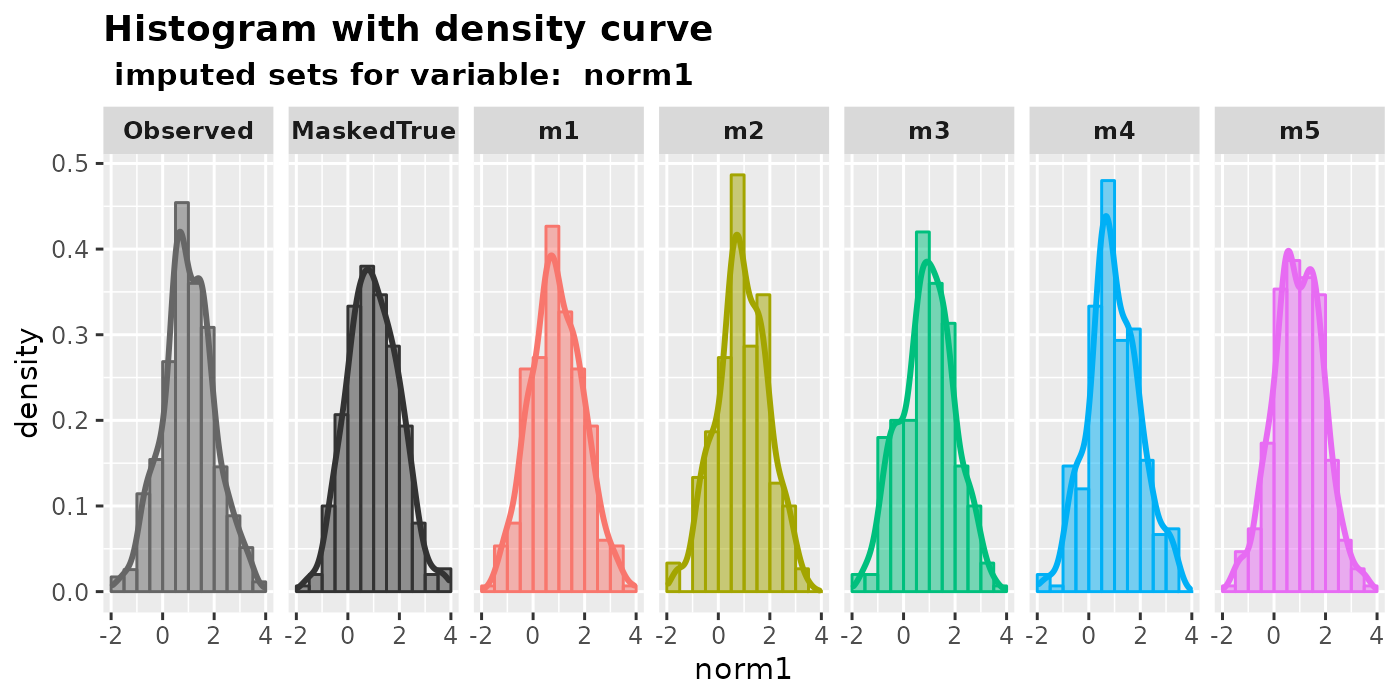 Histogram with density curve
imputed sets for variable:  norm1
Observed MaskedTrue m1 m2 m3 m4 m5
0.5
0.4
0.3
0.2
0.1
0.0
density
-2 0 2 4 -2 0 2 4 -2 0 2 4 -2 0 2 4 -2 0 2 4 -2 0 2 4 -2 0 2 4
norm1